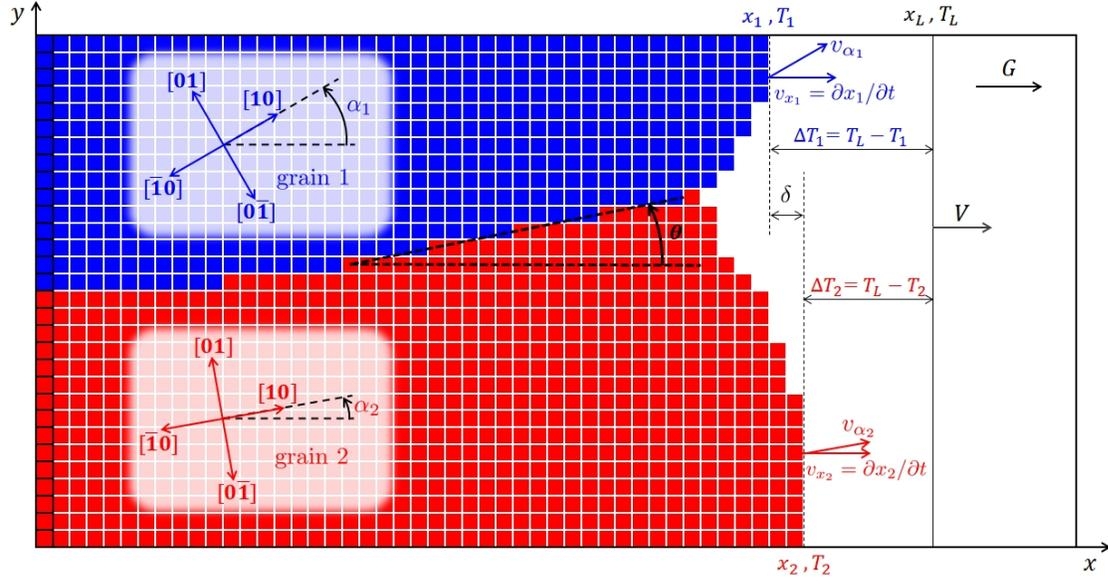 y
x₁ , T₁
x_L , T_L
v_α₁
G
v_x₁ = ∂x₁/∂t
[01]
[10]
α₁
[1̅0]
[01̅]
grain 1
ΔT₁= T_L − T₁
δ
V
θ
ΔT₂= T_L − T₂
[01]
[10]
α₂
[1̅0]
[01̅]
grain 2
v_α₂
v_x₂ = ∂x₂/∂t
x₂ , T₂
x